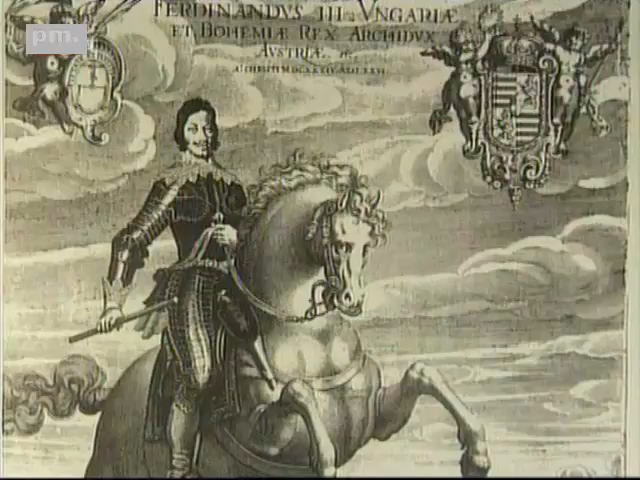 pm.
FERDINANDVS III VNGARIÆ
ET BOHEMIÆ REX ARCHIDVX
AVSTRIÆ